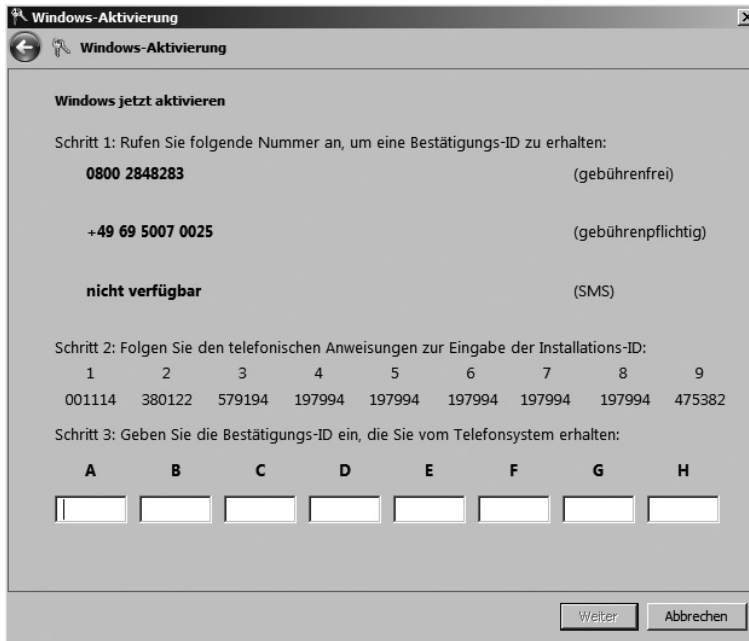 Windows-Aktivierung
Windows-Aktivierung
Windows jetzt aktivieren
Schritt 1: Rufen Sie folgende Nummer an, um eine Bestätigungs-ID zu erhalten:
0800 2848283 (gebührenfrei)
+49 69 5007 0025 (gebührenpflichtig)
nicht verfügbar (SMS)
Schritt 2: Folgen Sie den telefonischen Anweisungen zur Eingabe der Installations-ID:
1 2 3 4 5 6 7 8 9
001114 380122 579194 197994 197994 197994 197994 197994 475382
Schritt 3: Geben Sie die Bestätigungs-ID ein, die Sie vom Telefonsystem erhalten:
A B C D E F G H
Weiter Abbrechen